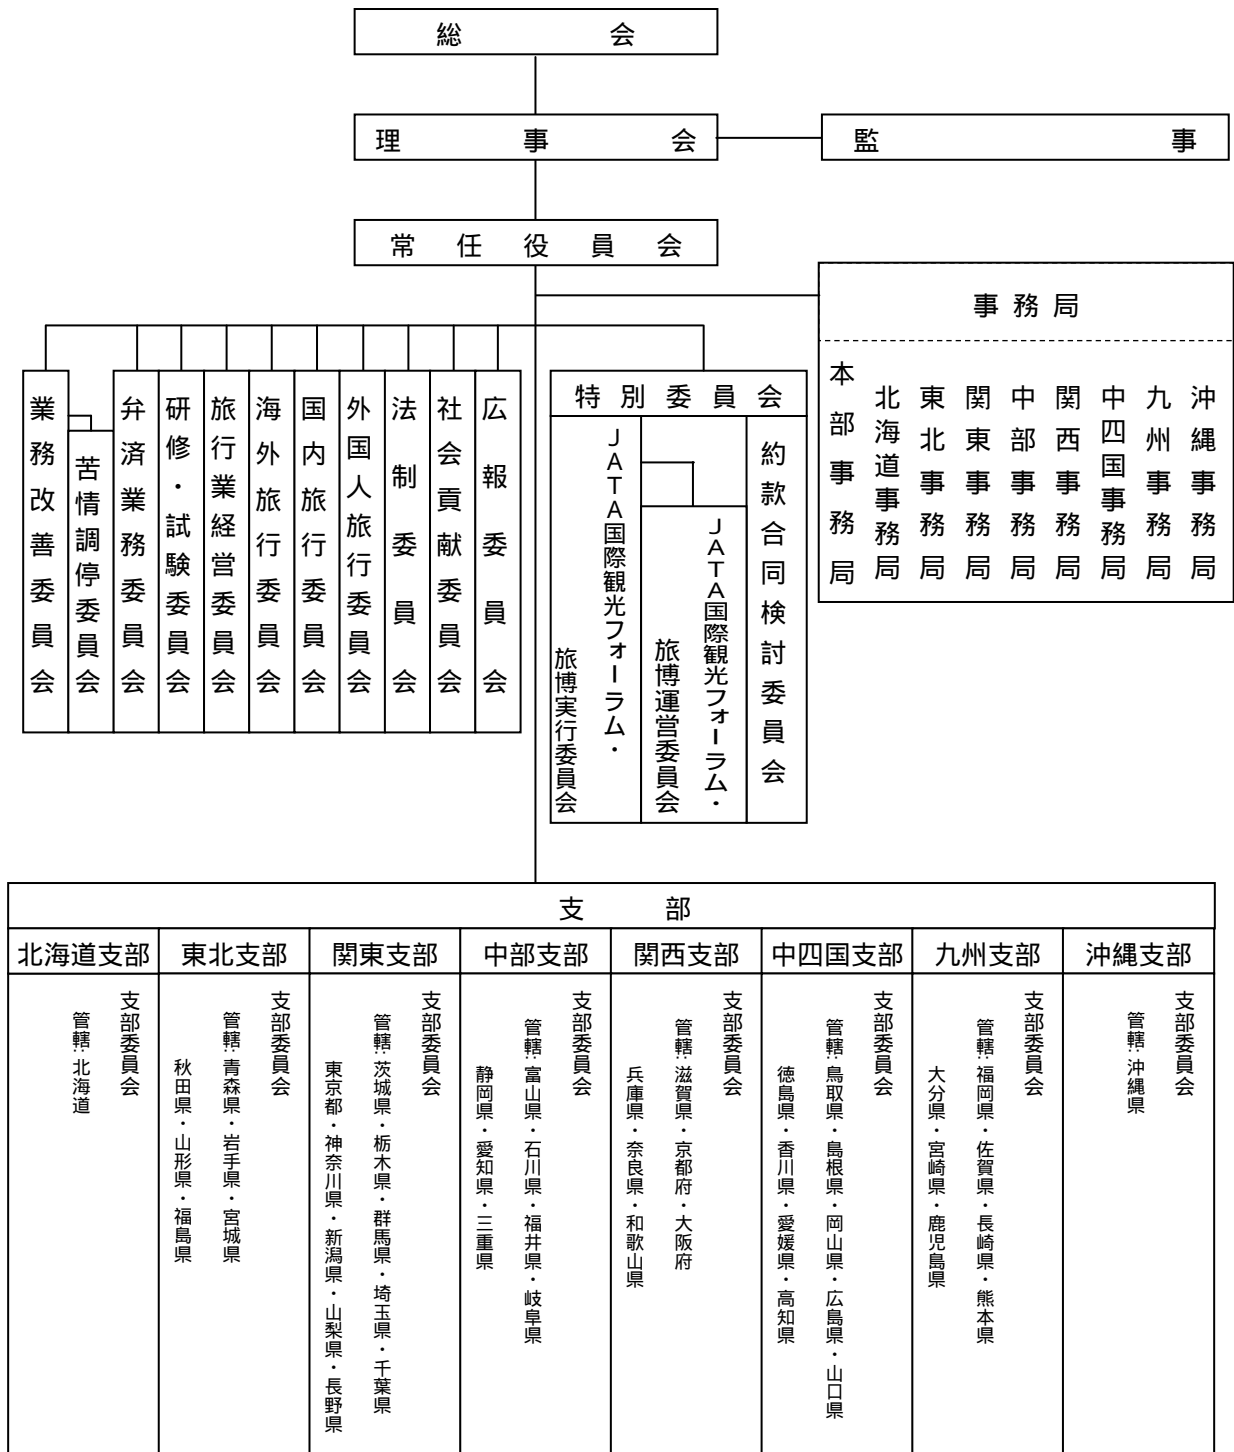 総会
理事会
監事
常任役員会
事務局
本部事務局
北海道事務局
東北事務局
関東事務局
中部事務局
関西事務局
中四国事務局
九州事務局
沖縄事務局
業務改善委員会
苦情調停委員会
弁済業務委員会
研修・試験委員会
旅行業経営委員会
海外旅行委員会
国内旅行委員会
外国人旅行委員会
法制委員会
社会貢献委員会
広報委員会
特別委員会
JATA国際観光フォーラム・
旅博実行委員会
JATA国際観光フォーラム・
旅博運営委員会
約款合同検討委員会
支部
北海道支部
支部委員会
管轄:北海道
東北支部
支部委員会
管轄:青森県・岩手県・宮城県
秋田県・山形県・福島県
関東支部
支部委員会
管轄:茨城県・栃木県・群馬県・埼玉県・千葉県
東京都・神奈川県・新潟県・山梨県・長野県
中部支部
支部委員会
管轄:富山県・石川県・福井県・岐阜県
静岡県・愛知県・三重県
関西支部
支部委員会
管轄:滋賀県・京都府・大阪府
兵庫県・奈良県・和歌山県
中四国支部
支部委員会
管轄:鳥取県・島根県・岡山県・広島県・山口県
徳島県・香川県・愛媛県・高知県
九州支部
支部委員会
管轄:福岡県・佐賀県・長崎県・熊本県
大分県・宮崎県・鹿児島県
沖縄支部
支部委員会
管轄:沖縄県